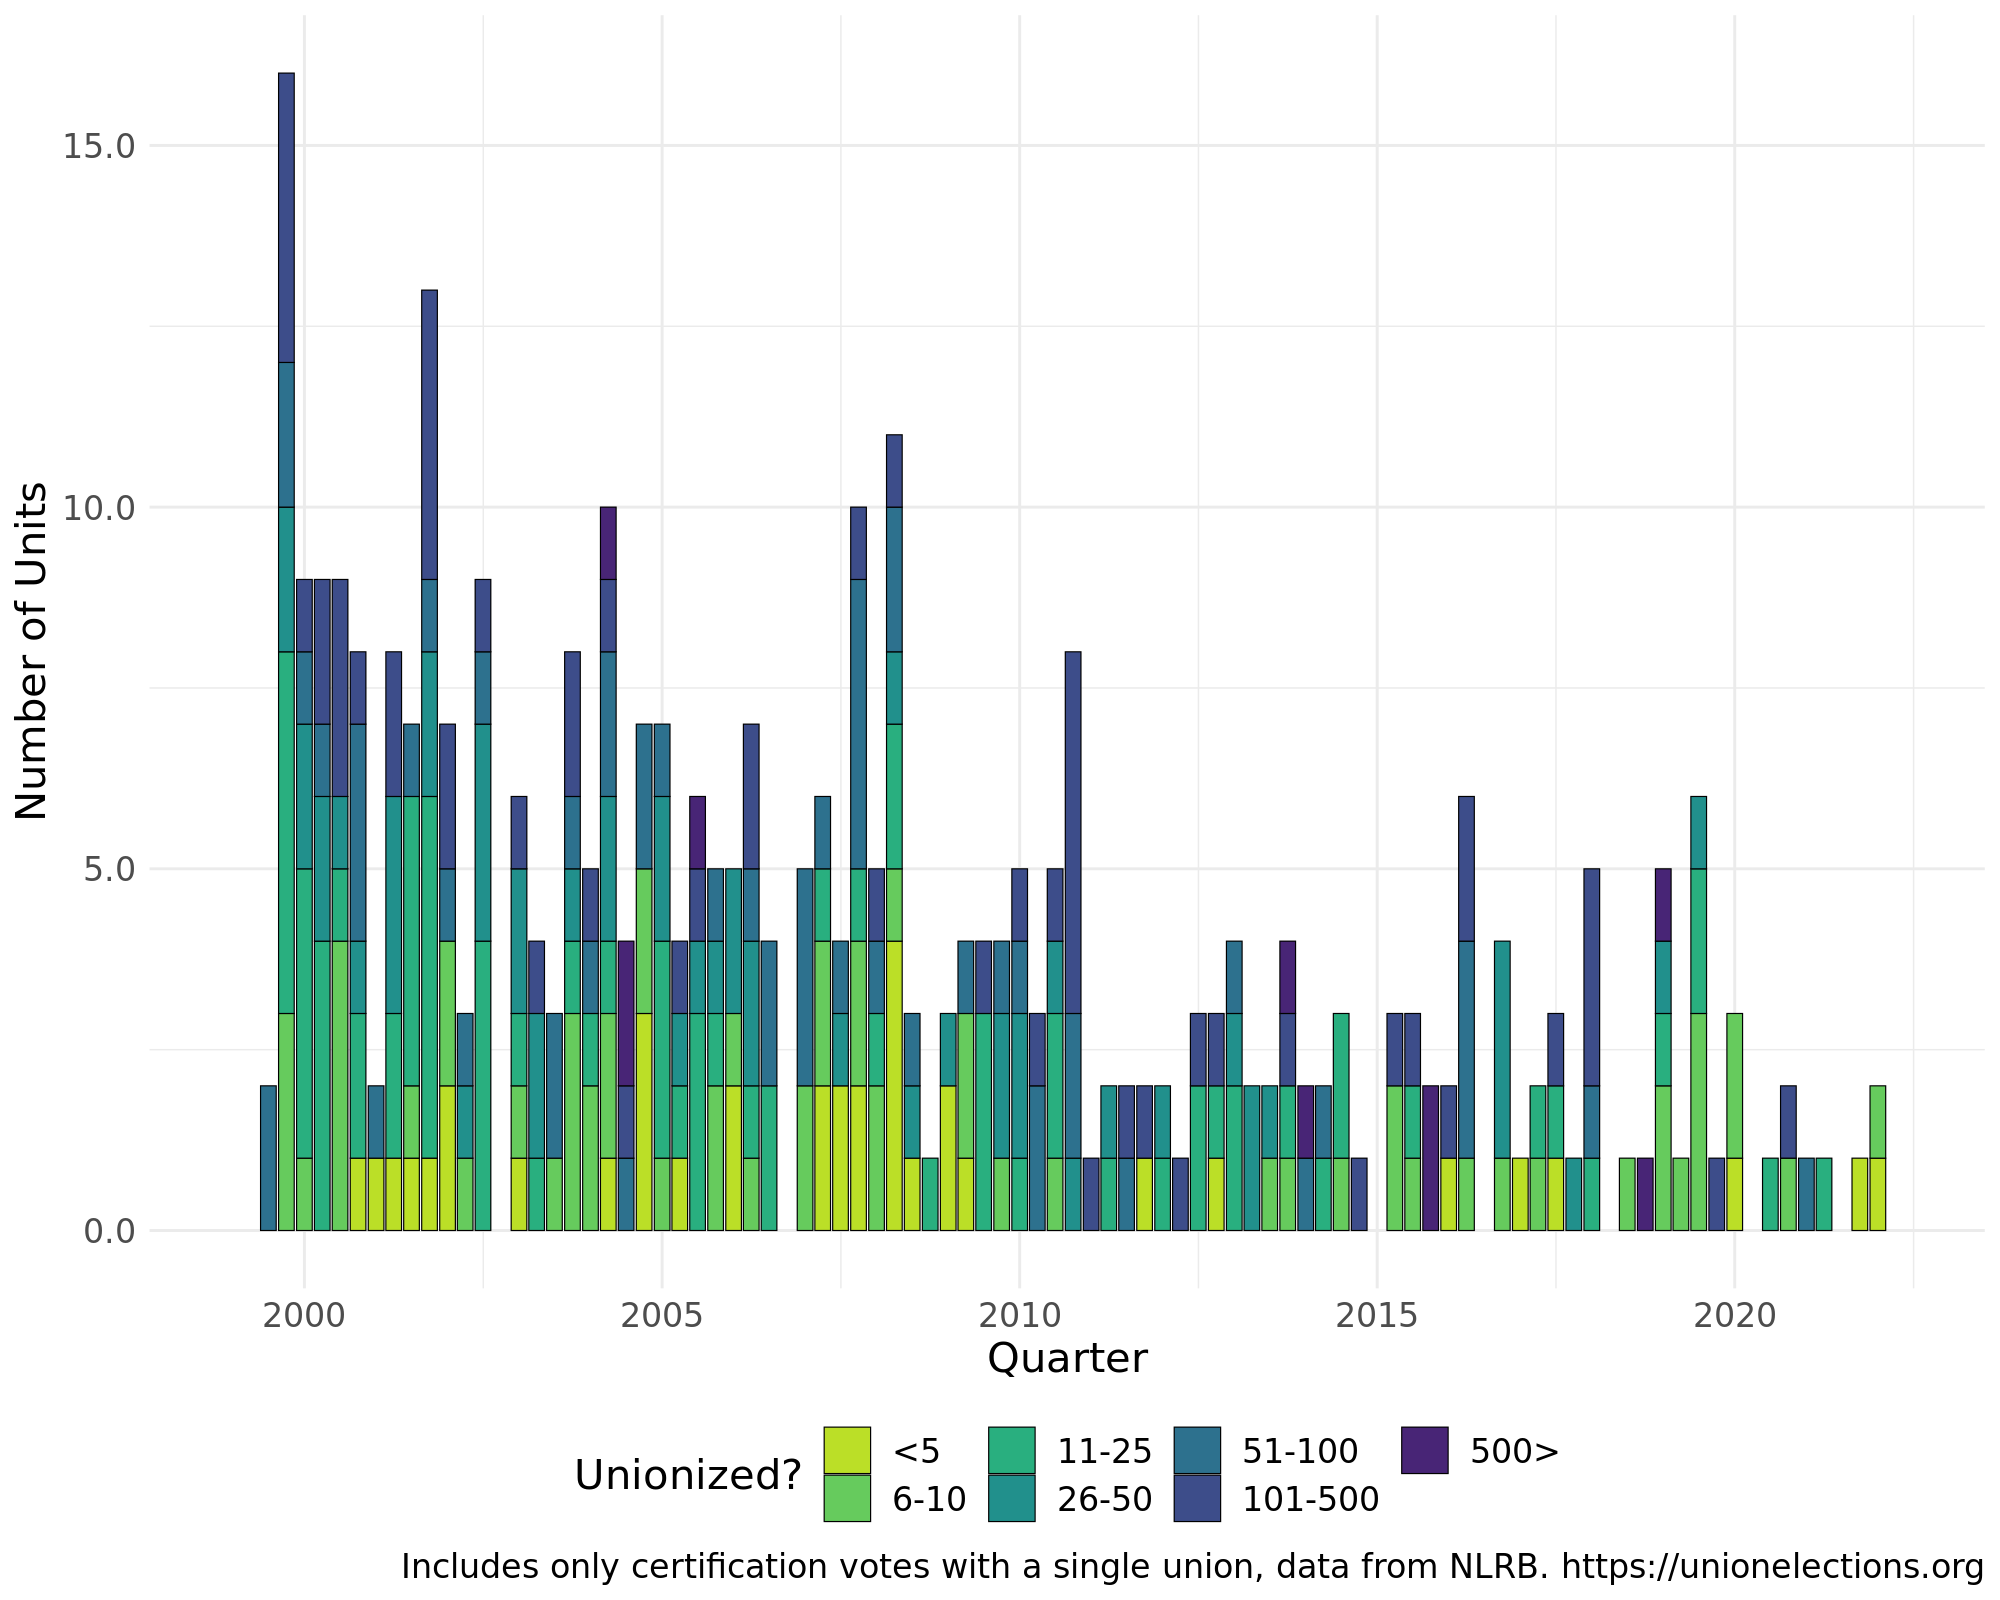 15.0
10.0
5.0
0.0
Number of Units
2000 2005 2010 2015 2020
Quarter
Unionized?
<5 11-25 51-100 500>
6-10 26-50 101-500
Includes only certification votes with a single union, data from NLRB. https://unionelections.org